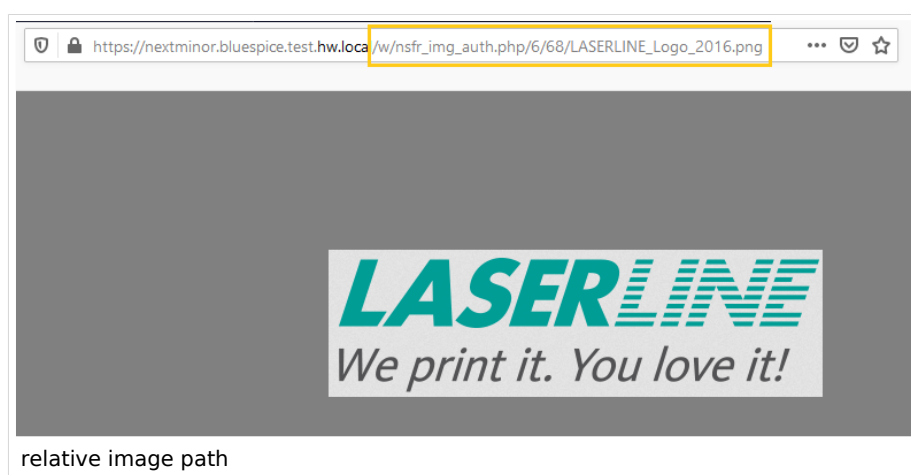 https://nextminor.bluespice.test.hw.local/w/nsfr_img_auth.php/6/68/LASERLINE_Logo_2016.png
LASERLINE
We print it. You love it!
relative image path